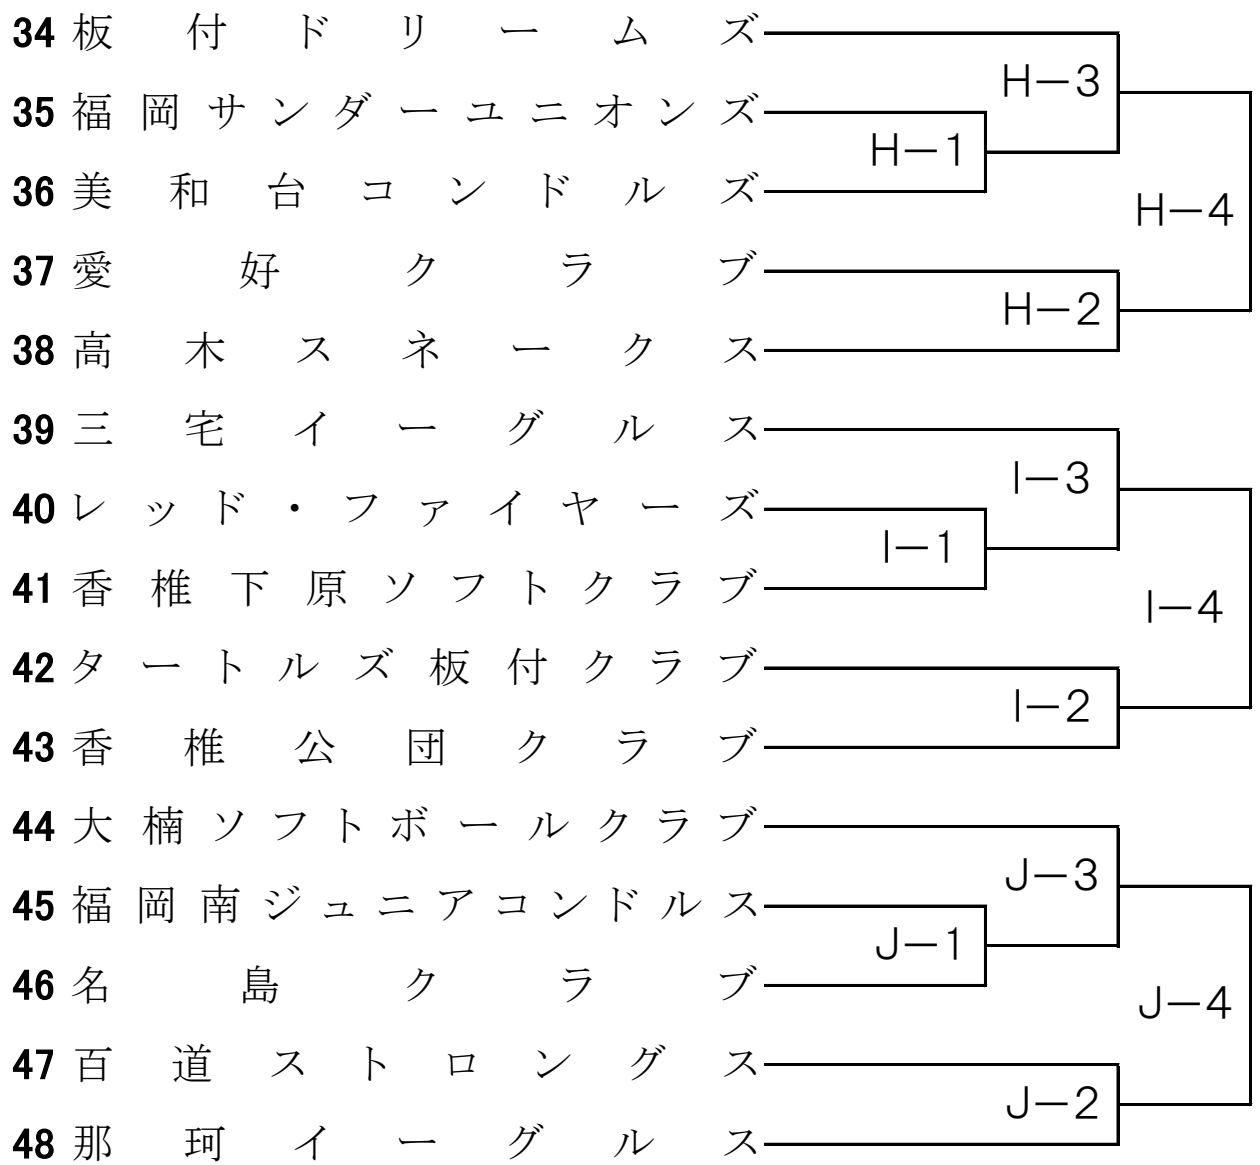 34 板付ドリームズ
H－3
35 福岡サンダーユニオンズ
H－1
36 美和台コンドルズ
H－4
37 愛好クラブ
H－2
38 高木スネークス
39 三宅イーグルス
I－3
40 レッド・ファイヤーズ
I－1
41 香椎下原ソフトクラブ
I－4
42 タートルズ板付クラブ
I－2
43 香椎公団クラブ
44 大楠ソフトボールクラブ
J－3
45 福岡南ジュニアコンドルス
J－1
46 名島クラブ
J－4
47 百道ストロングス
J－2
48 那珂イーグルス